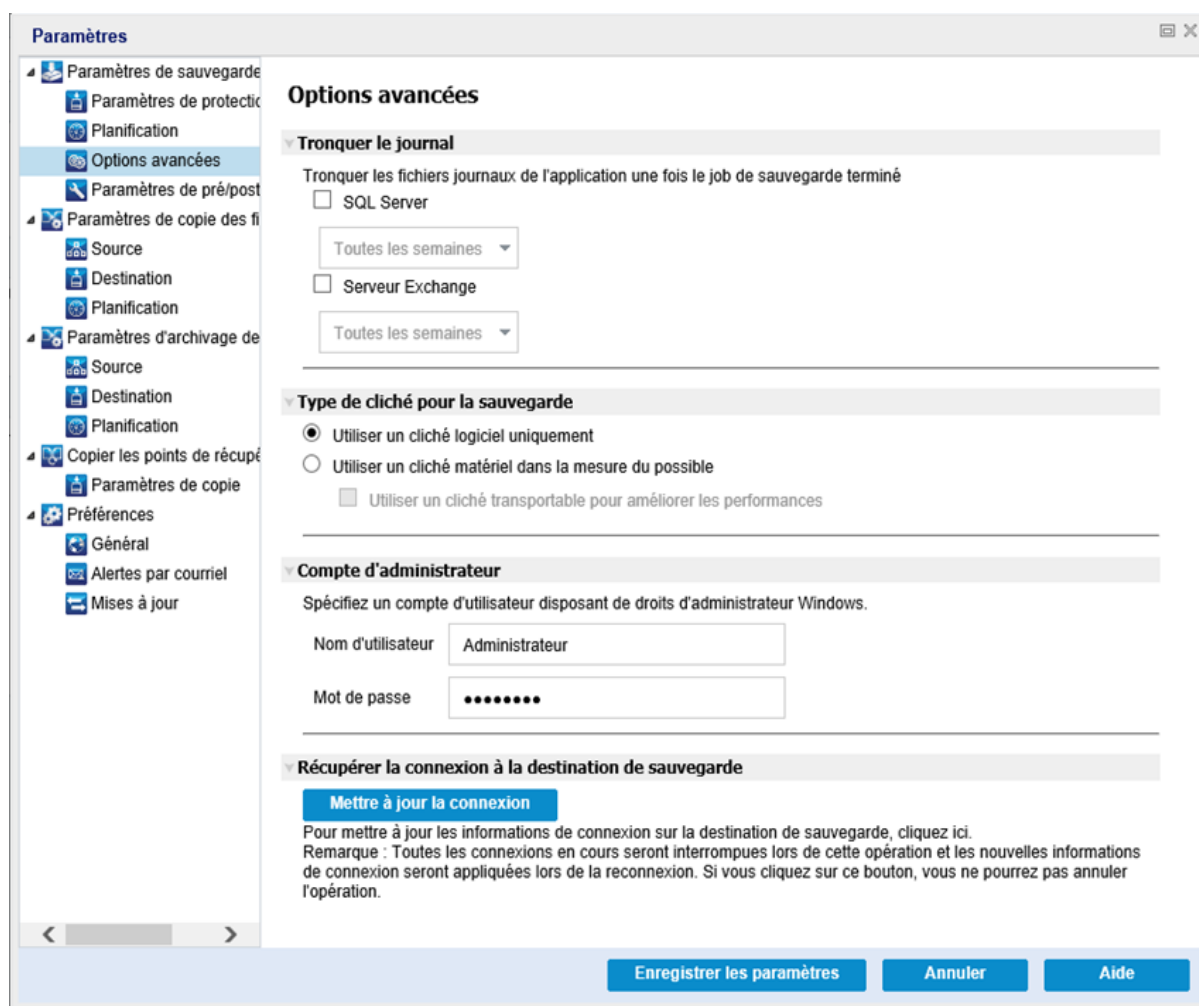 Paramètres
Paramètres de sauvegarde
Paramètres de protectic
Planification
Options avancées
Paramètres de pré/post
Paramètres de copie des fi
Source
Destination
Planification
Paramètres d'archivage de
Source
Destination
Planification
Copier les points de récupé
Paramètres de copie
Préférences
Général
Alertes par courriel
Mises à jour
Options avancées
Tronquer le journal
Tronquer les fichiers journaux de l'application une fois le job de sauvegarde terminé
SQL Server
Toutes les semaines
Serveur Exchange
Toutes les semaines
Type de cliché pour la sauvegarde
Utiliser un cliché logiciel uniquement
Utiliser un cliché matériel dans la mesure du possible
Utiliser un cliché transportable pour améliorer les performances
Compte d'administrateur
Spécifiez un compte d'utilisateur disposant de droits d'administrateur Windows.
Nom d'utilisateur Administrateur
Mot de passe ••••••••
Récupérer la connexion à la destination de sauvegarde
Mettre à jour la connexion
Pour mettre à jour les informations de connexion sur la destination de sauvegarde, cliquez ici.
Remarque : Toutes les connexions en cours seront interrompues lors de cette opération et les nouvelles informations
de connexion seront appliquées lors de la reconnexion. Si vous cliquez sur ce bouton, vous ne pourrez pas annuler
l'opération.
Enregistrer les paramètres Annuler Aide